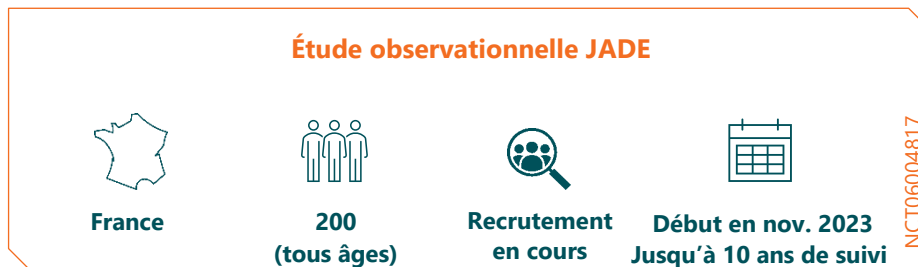 Étude observationnelle JADE
France
200
(tous âges)
Recrutement
en cours
Début en nov. 2023
Jusqu'à 10 ans de suivi
NCT06004817